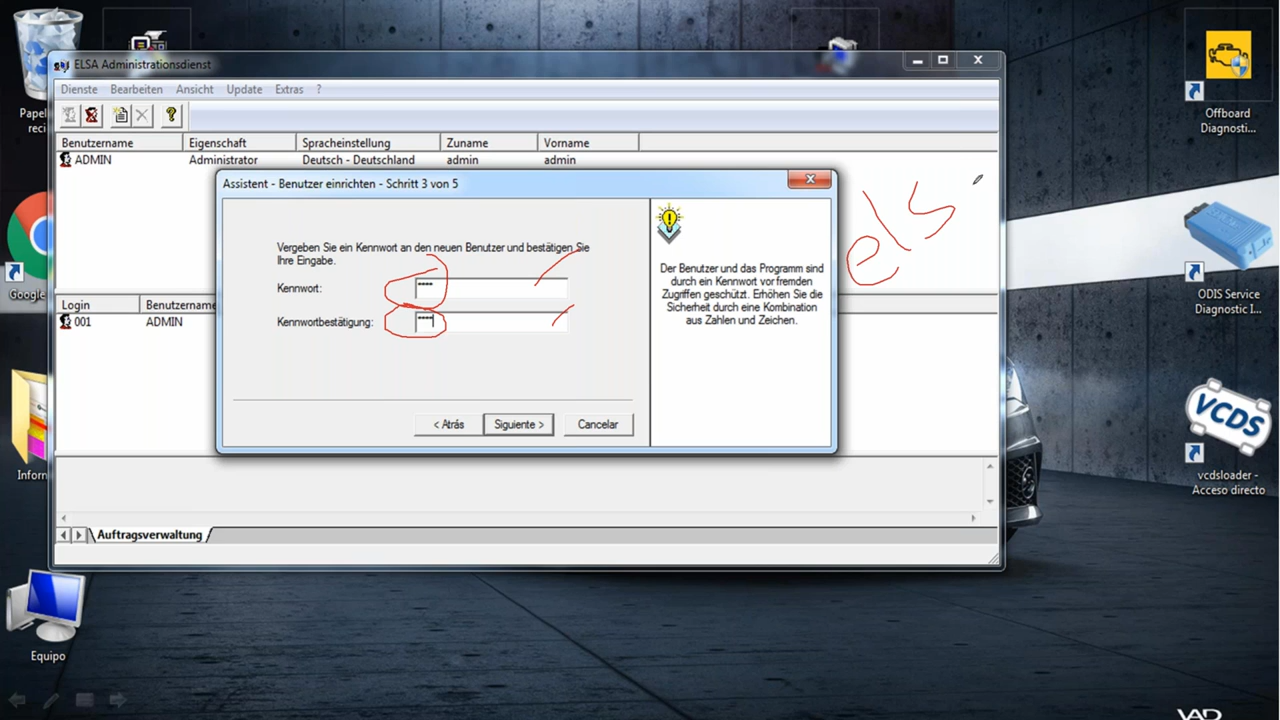 ELSA Administrationsdienst
Dienste Bearbeiten Ansicht Update Extras ?
Benutzername Eigenschaft Spracheinstellung Zuname Vorname
ADMIN Administrator Deutsch - Deutschland admin admin
Assistent - Benutzer einrichten - Schritt 3 von 5
Vergeben Sie ein Kennwort an den neuen Benutzer und bestätigen Sie
Ihre Eingabe.
Kennwort: ****
Kennwortbestätigung: ****
< Atrás Siguiente > Cancelar
Der Benutzer und das Programm sind
durch ein Kennwort vor fremden
Zugriffen geschützt. Erhöhen Sie die
Sicherheit durch eine Kombination
aus Zahlen und Zeichen.
els
Login Benutzername
001 ADMIN
Auftragsverwaltung
Papel
reci
Google
Inform
Equipo
Offboard
Diagnosti...
ODIS Service
Diagnostic I...
VCDS
vcdsloader -
Acceso directo